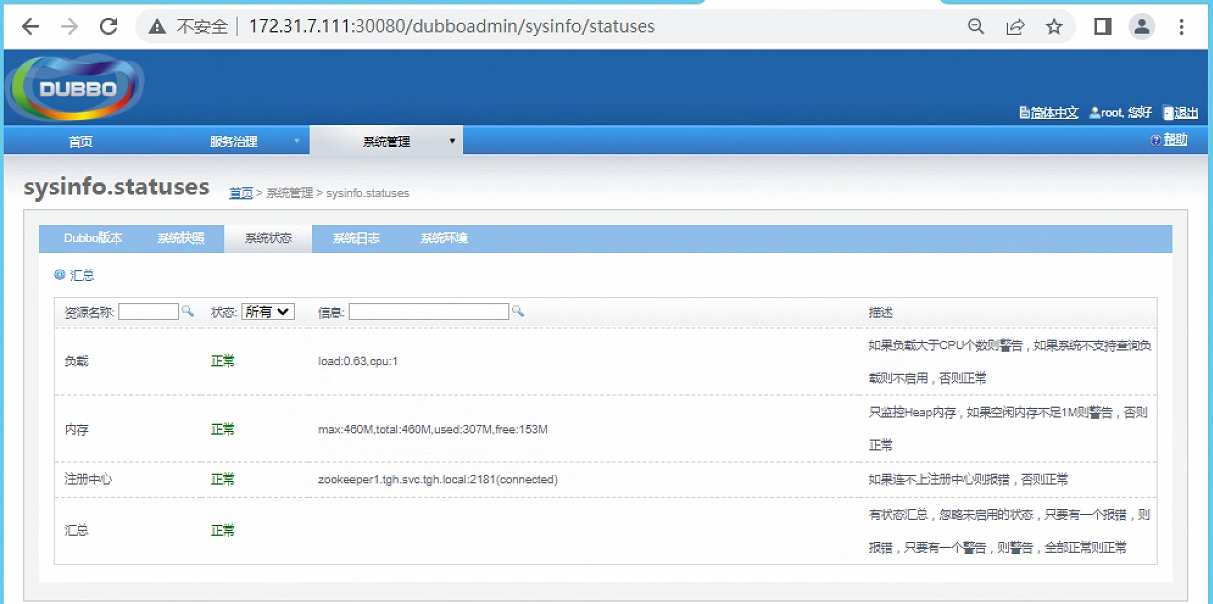 不安全 172.31.7.111:30080/dubboadmin/sysinfo/statuses
DUBBO
简体中文 root, 您好 退出
首页 服务治理 系统管理 帮助
sysinfo.statuses 首页 > 系统管理 > sysinfo.statuses
Dubbo版本 系统快照 系统状态 系统日志 系统环境
汇总
资源名称: 状态: 所有 信息: 描述
负载 正常 load:0.63,cpu:1 如果负载大于CPU个数则警告，如果系统不支持查询负
载则不启用，否则正常
内存 正常 max:460M,total:460M,used:307M,free:153M 只监控Heap内存，如果空闲内存不足1M则警告，否则
正常
注册中心 正常 zookeeper1.tgh.svc.tgh.local:2181(connected) 如果连不上注册中心则报错，否则正常
汇总 正常 有状态汇总，忽略未启用的状态，只要有一个报错，则
报错，只要有一个警告，则警告，全部正常则正常